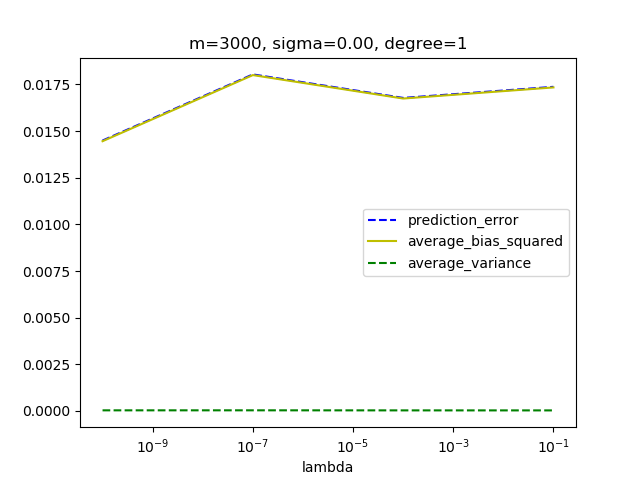 m=3000, sigma=0.00, degree=1
0.0175
0.0150
0.0125
0.0100
0.0075
0.0050
0.0025
0.0000
prediction_error
average_bias_squared
average_variance
10⁻⁹ 10⁻⁷ 10⁻⁵ 10⁻³ 10⁻¹
lambda